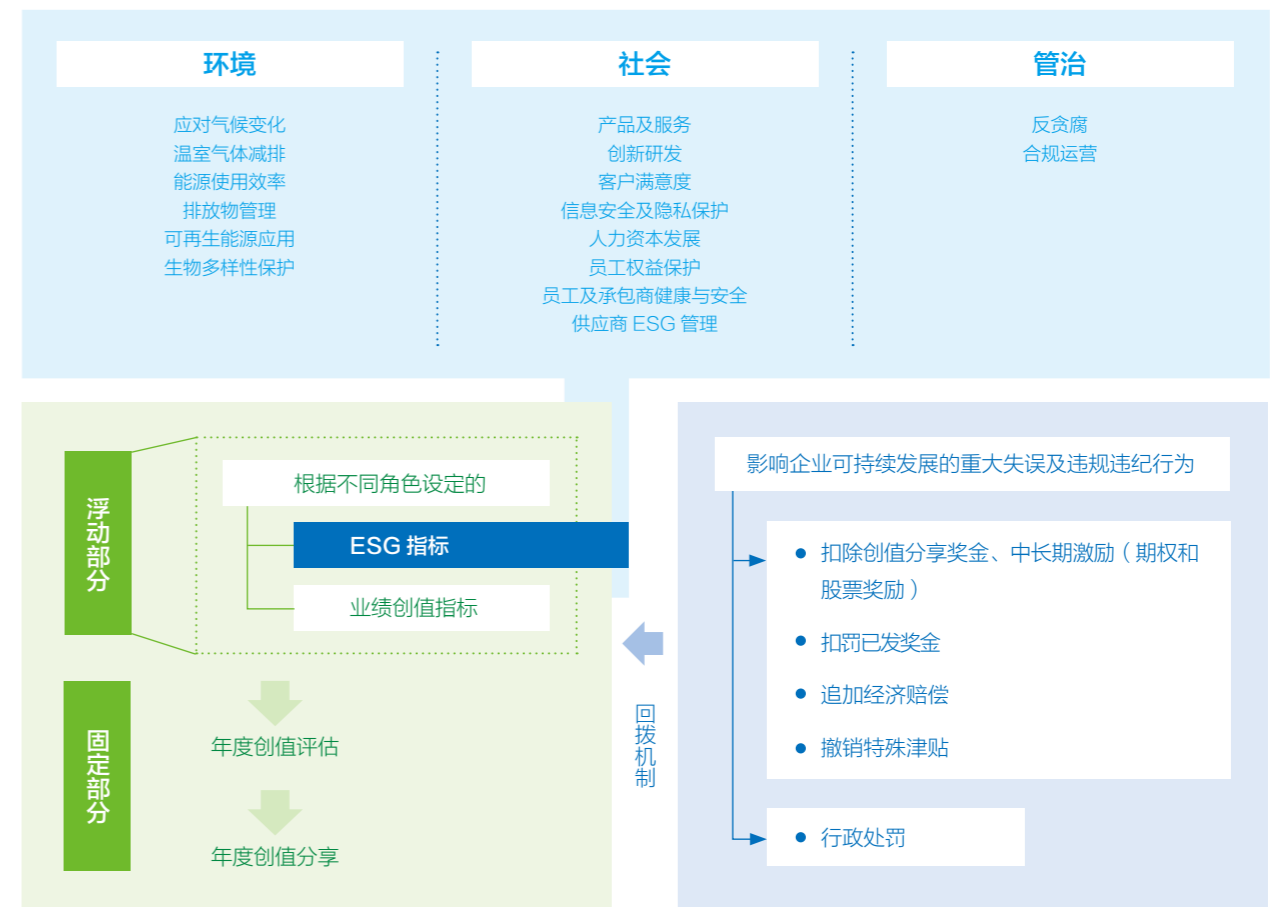 环境
应对气候变化
温室气体减排
能源使用效率
排放物管理
可再生能源应用
生物多样性保护
社会
产品及服务
创新研发
客户满意度
信息安全及隐私保护
人力资本发展
员工权益保护
员工及承包商健康与安全
供应商 ESG 管理
管治
反贪腐
合规运营
浮动部分
根据不同角色设定的
ESG 指标
业绩创值指标
固定部分
年度创值评估
年度创值分享
回拨机制
影响企业可持续发展的重大失误及违规违纪行为
● 扣除创值分享奖金、中长期激励（期权和
股票奖励）
● 扣罚已发奖金
● 追加经济赔偿
● 撤销特殊津贴
● 行政处罚